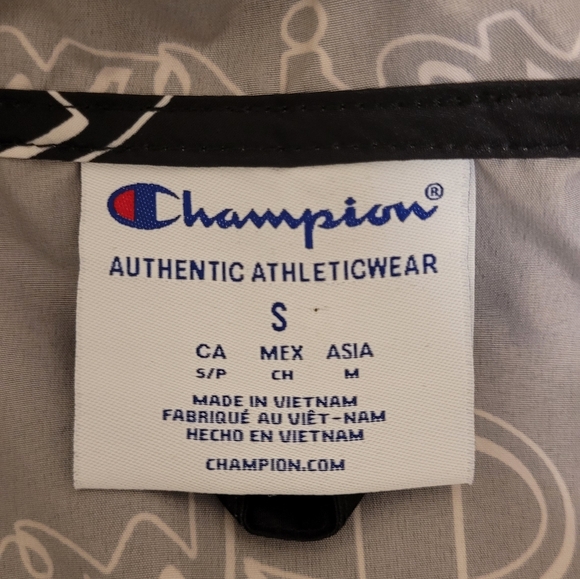 Champion®
AUTHENTIC ATHLETICWEAR
S
CA MEX ASIA
S/P CH M
MADE IN VIETNAM
FABRIQUÉ AU VIÊT-NAM
HECHO EN VIETNAM
CHAMPION.COM